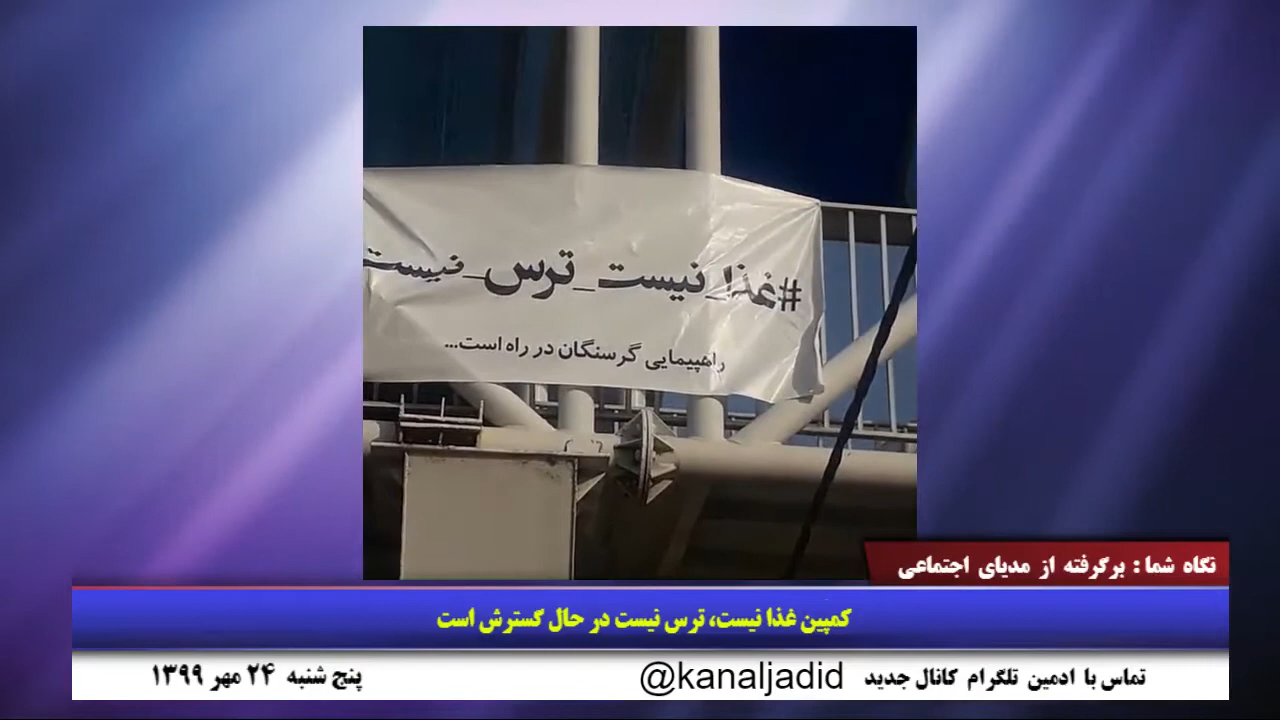 #غذا_نیست_ترس_نیست
راهپیمایی گرسنگان در راه است...
نگاه شما : برگرفته از مدیای اجتماعی
کمپین غذا نیست، ترس نیست در حال گسترش است
تماس با ادمین تلگرام کانال جدید @kanaljadid پنج شنبه ۲۴ مهر ۱۳۹۹